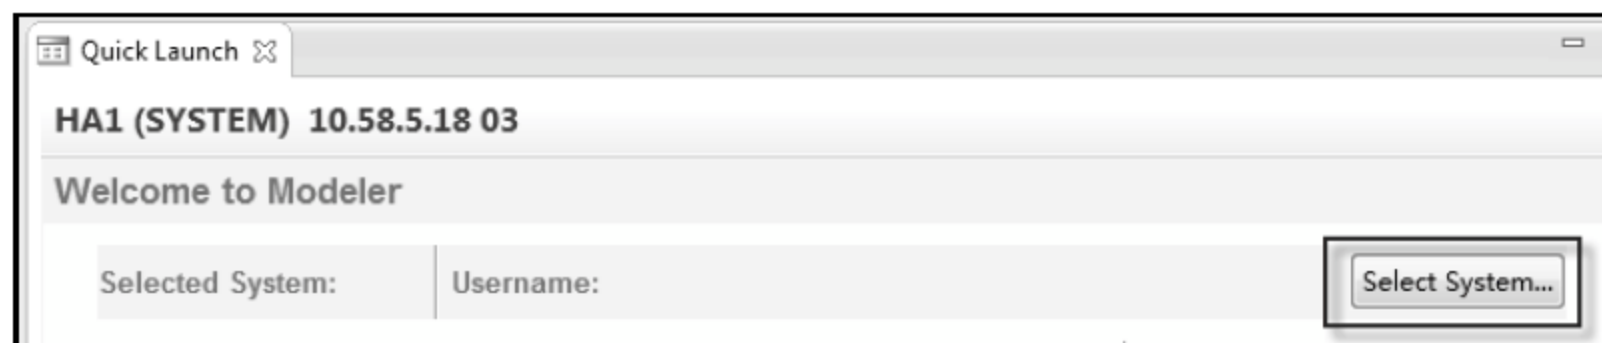 Quick Launch
HA1 (SYSTEM) 10.58.5.18 03
Welcome to Modeler
Selected System: Username: Select System...